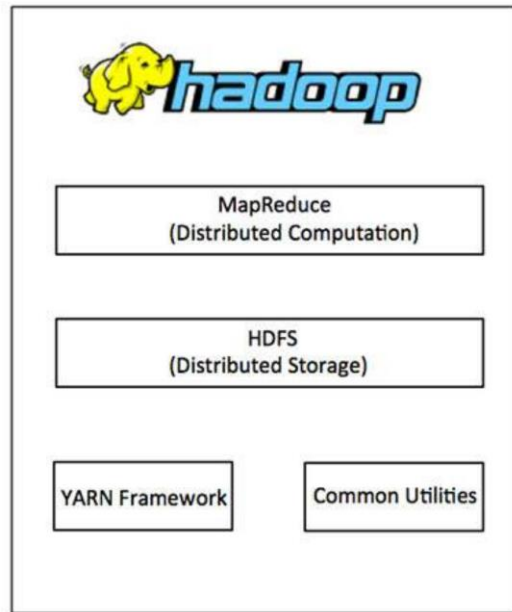 hadoop
MapReduce
(Distributed Computation)
HDFS
(Distributed Storage)
YARN Framework
Common Utilities